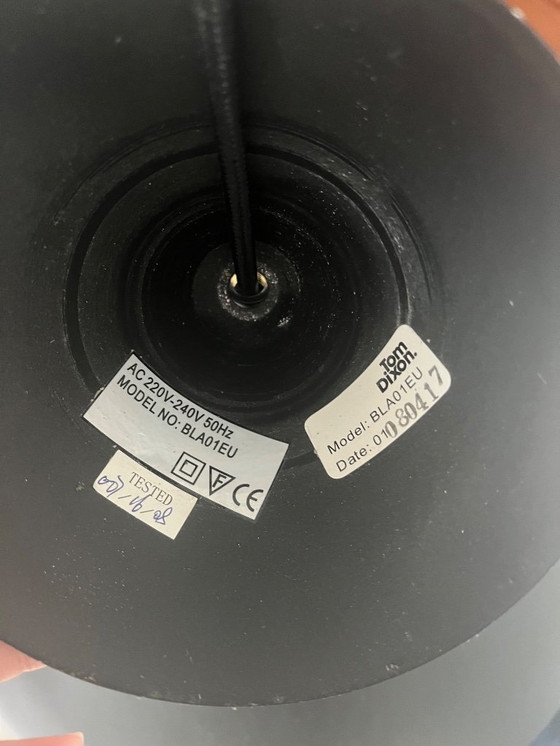 AC 220V-240V 50Hz
MODEL NO: BLA01EU
F CE
TESTED
Tom
Dixon.
Model: BLA01EU
Date: 01080417